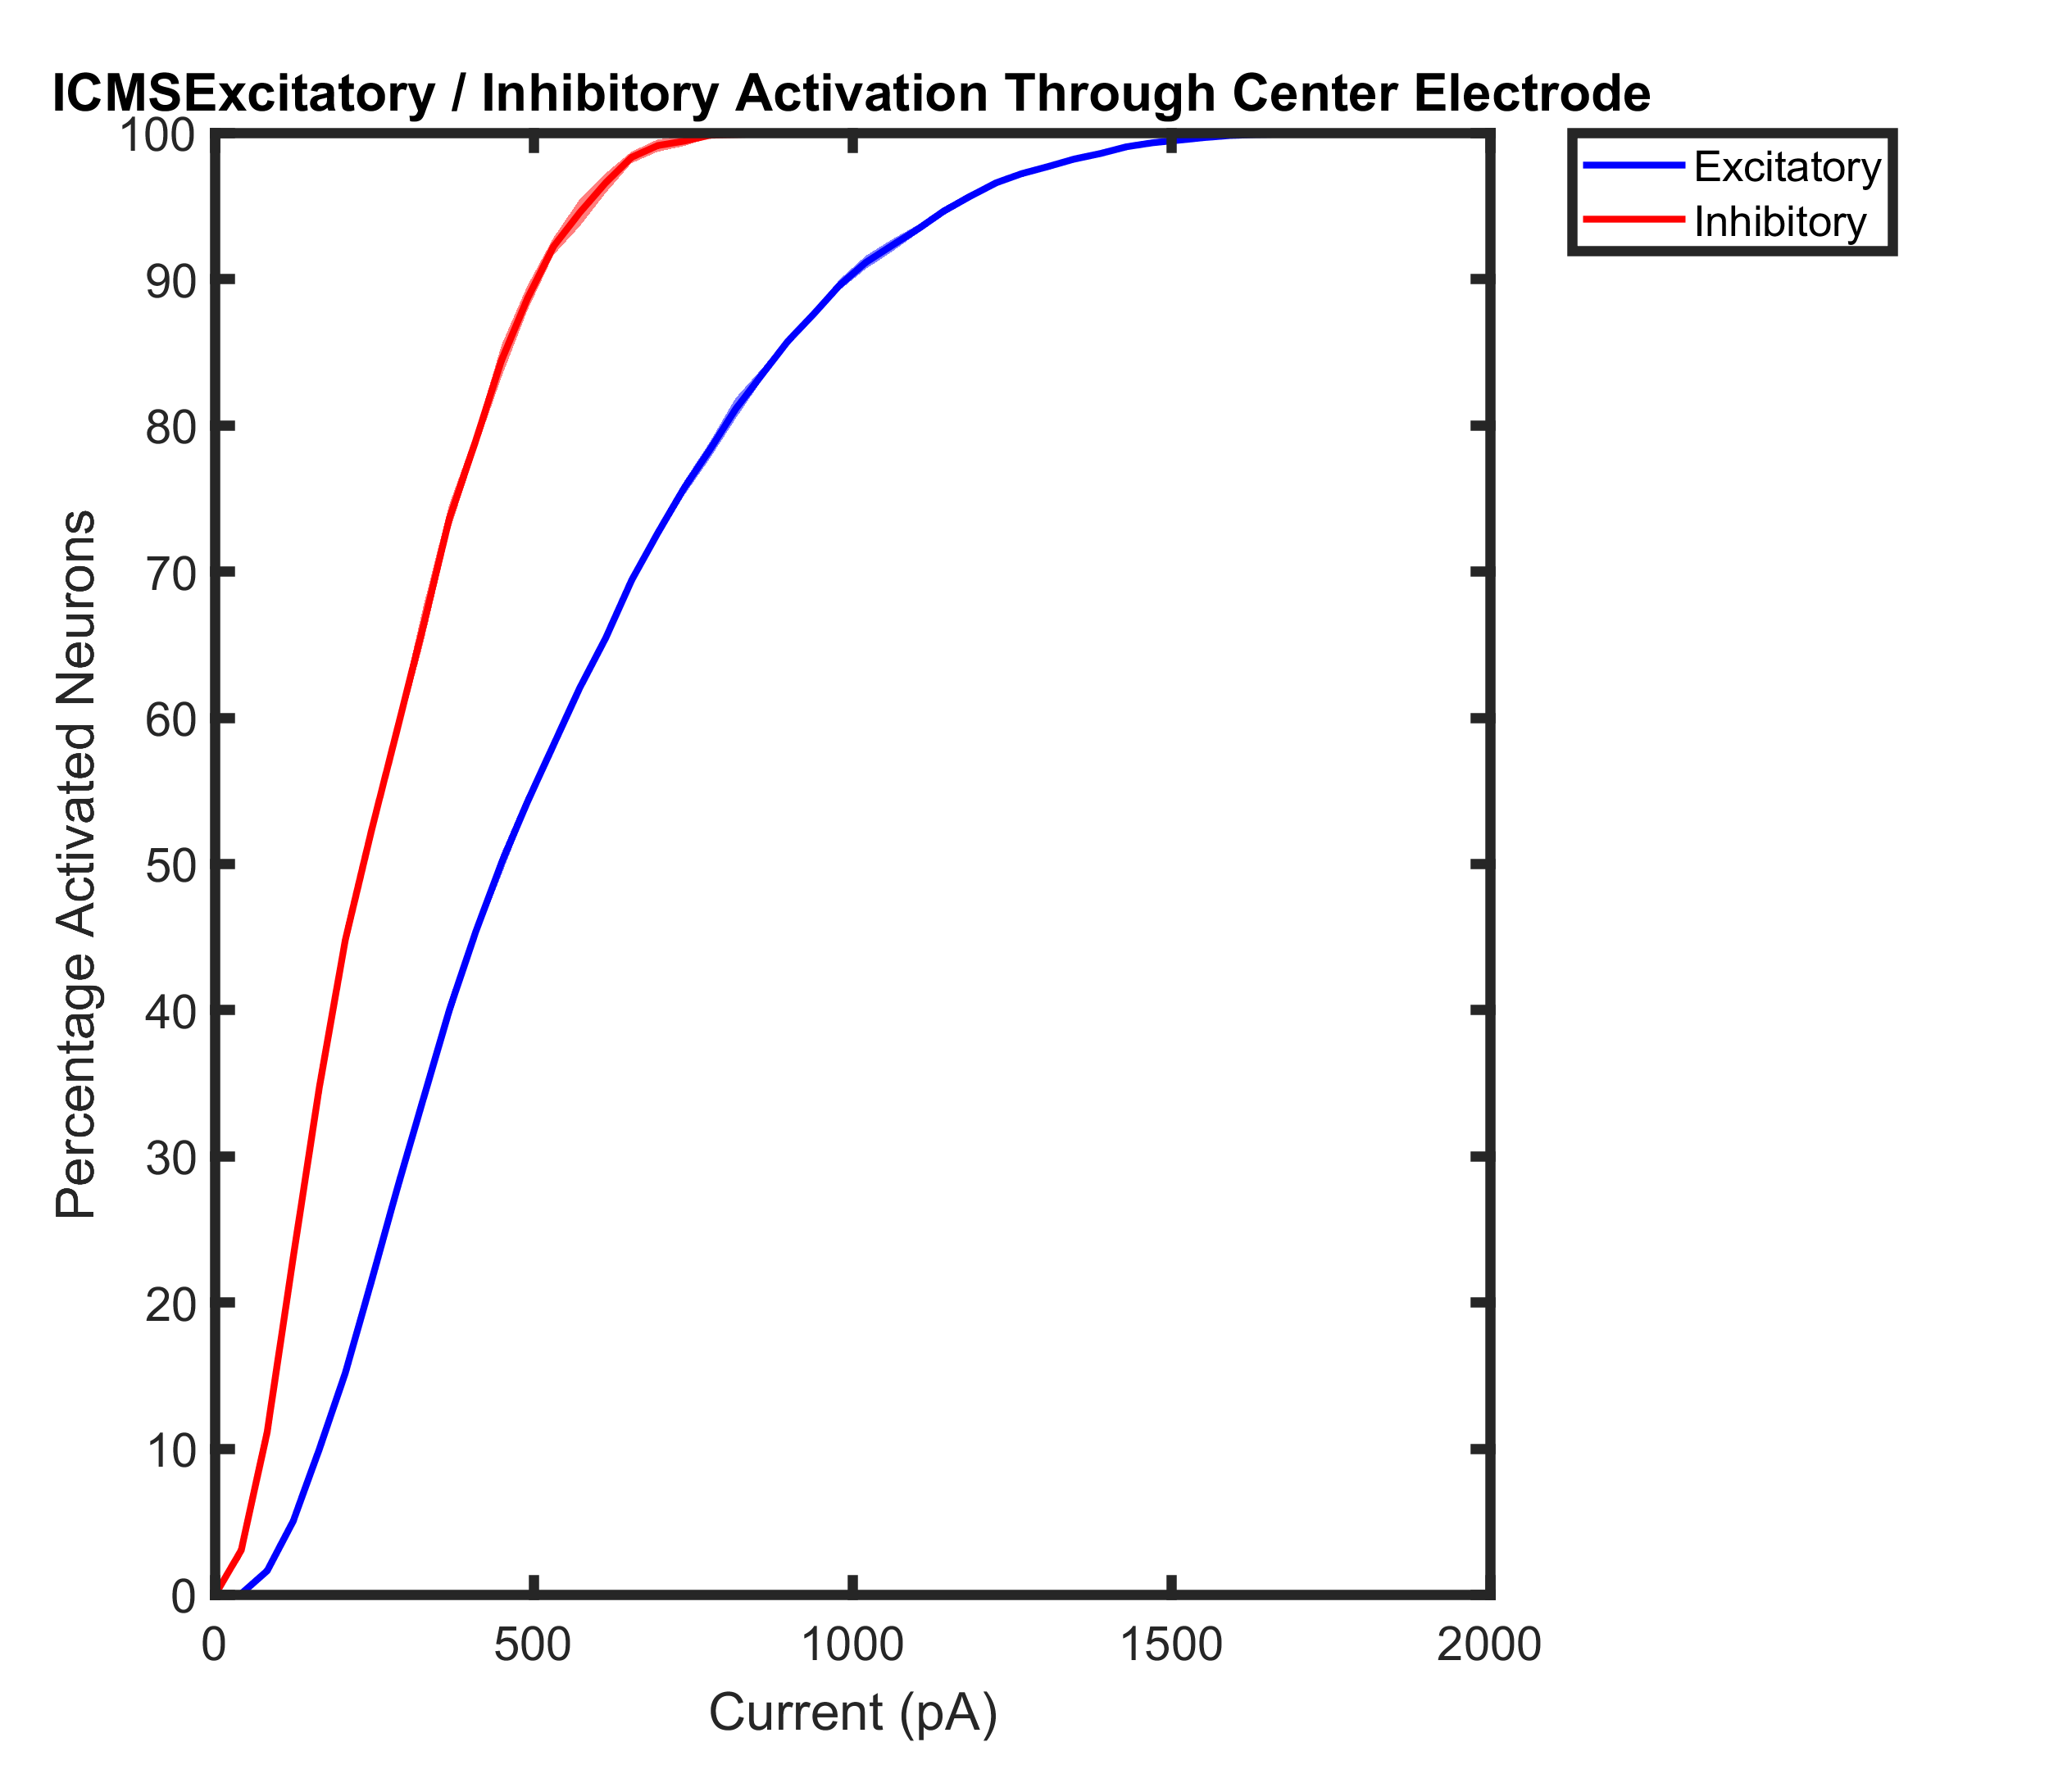 ICMSExcitatory / Inhibitory Activation Through Center Electrode
Excitatory
Inhibitory
Percentage Activated Neurons
100
90
80
70
60
50
40
30
20
10
0
0 500 1000 1500 2000
Current (pA)